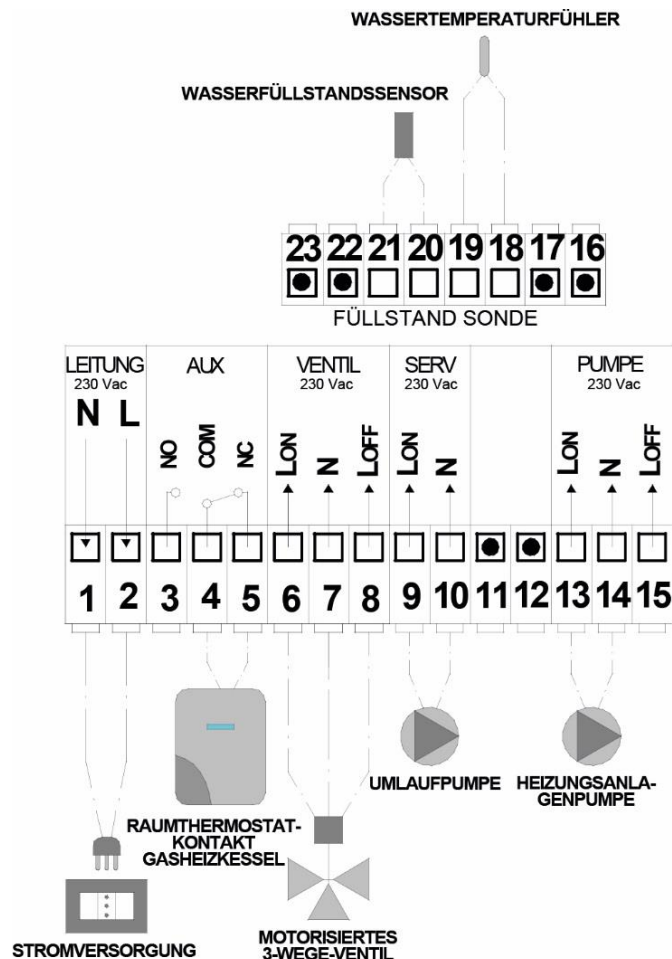 WASSERTEMPERATURFÜHLER
WASSERFÜLLSTANDSSENSOR
23 22 21 20 19 18 17 16
FÜLLSTAND SONDE
LEITUNG AUX VENTIL SERV PUMPE
230 Vac 230 Vac 230 Vac 230 Vac
N L NO COM NC LON N LOFF LON N LON N LOFF
1 2 3 4 5 6 7 8 9 10 11 12 13 14 15
UMLAUFPUMPE
HEIZUNGSANLA-
GENPUMPE
RAUMTHERMOSTAT-
KONTAKT
GASHEIZKESSEL
STROMVERSORGUNG
MOTORISIERTES
3-WEGE-VENTIL